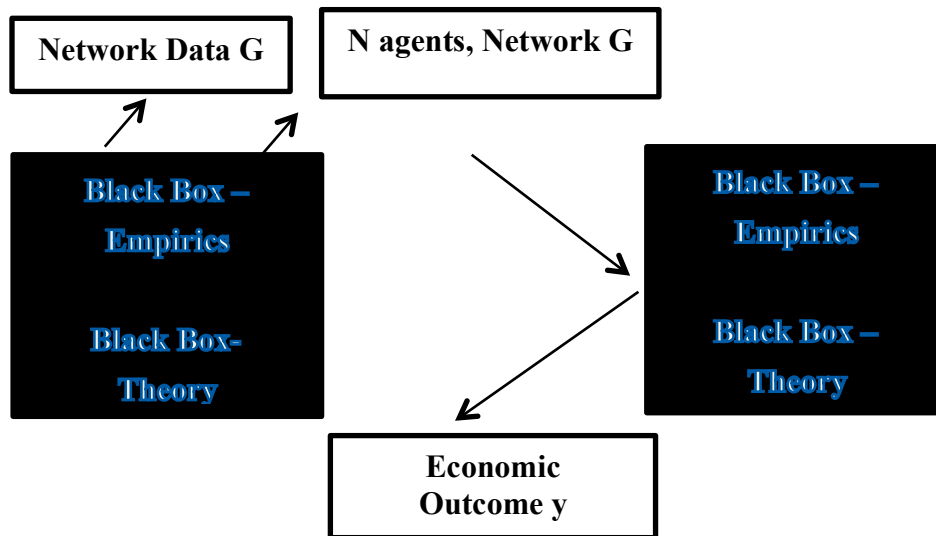 Network Data G
N agents, Network G
Black Box –
Empirics
Black Box-
Theory
Black Box –
Empirics
Black Box –
Theory
Economic
Outcome y